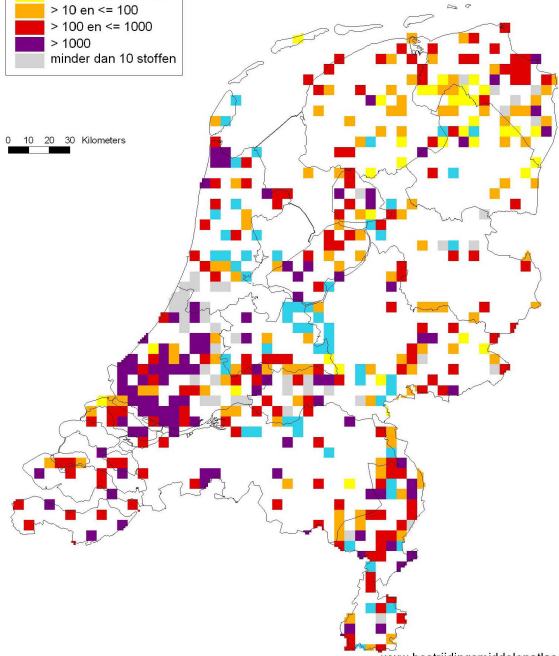 > 10 en <= 100
> 100 en <= 1000
> 1000
minder dan 10 stoffen
0 10 20 30 Kilometers